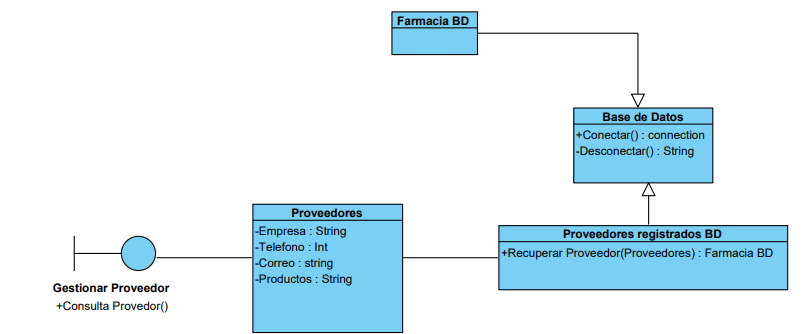 Farmacia BD
Base de Datos
+Conectar() : connection
-Desconectar() : String
Proveedores
-Empresa : String
-Telefono : Int
-Correo : string
-Productos : String
Proveedores registrados BD
+Recuperar Proveedor(Proveedores) : Farmacia BD
Gestionar Proveedor
+Consulta Provedor()